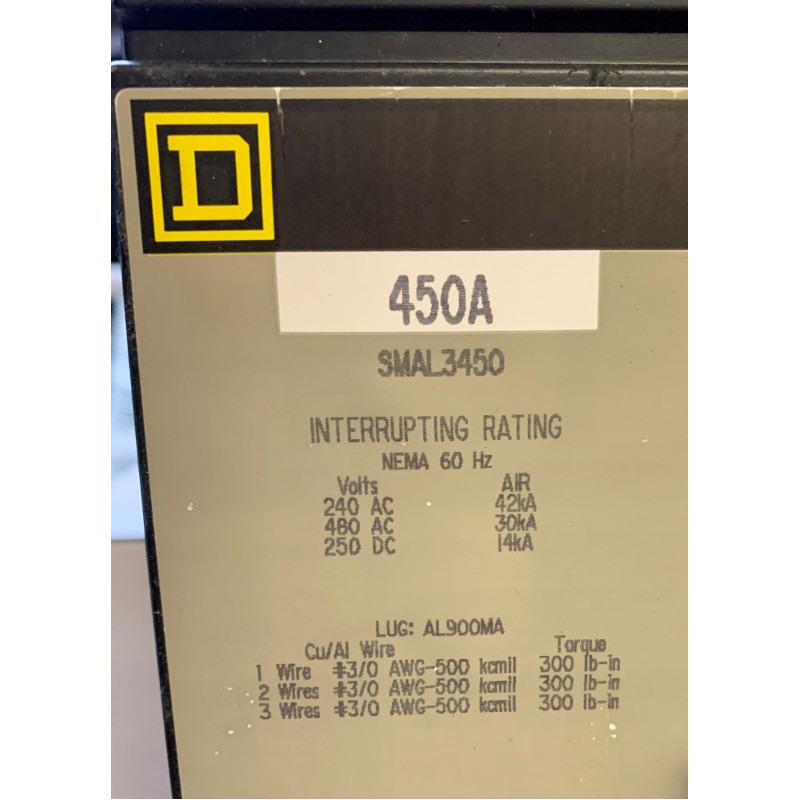 D
450A
SMAL3450
INTERRUPTING RATING
NEMA 60 Hz
Volts AIR
240 AC 42kA
480 AC 30kA
250 DC 14kA
LUG: AL900MA
Cu/Al Wire Torque
1 Wire #3/0 AWG-500 kcmil 300 lb-in
2 Wires #3/0 AWG-500 kcmil 300 lb-in
3 Wires #3/0 AWG-500 kcmil 300 lb-in